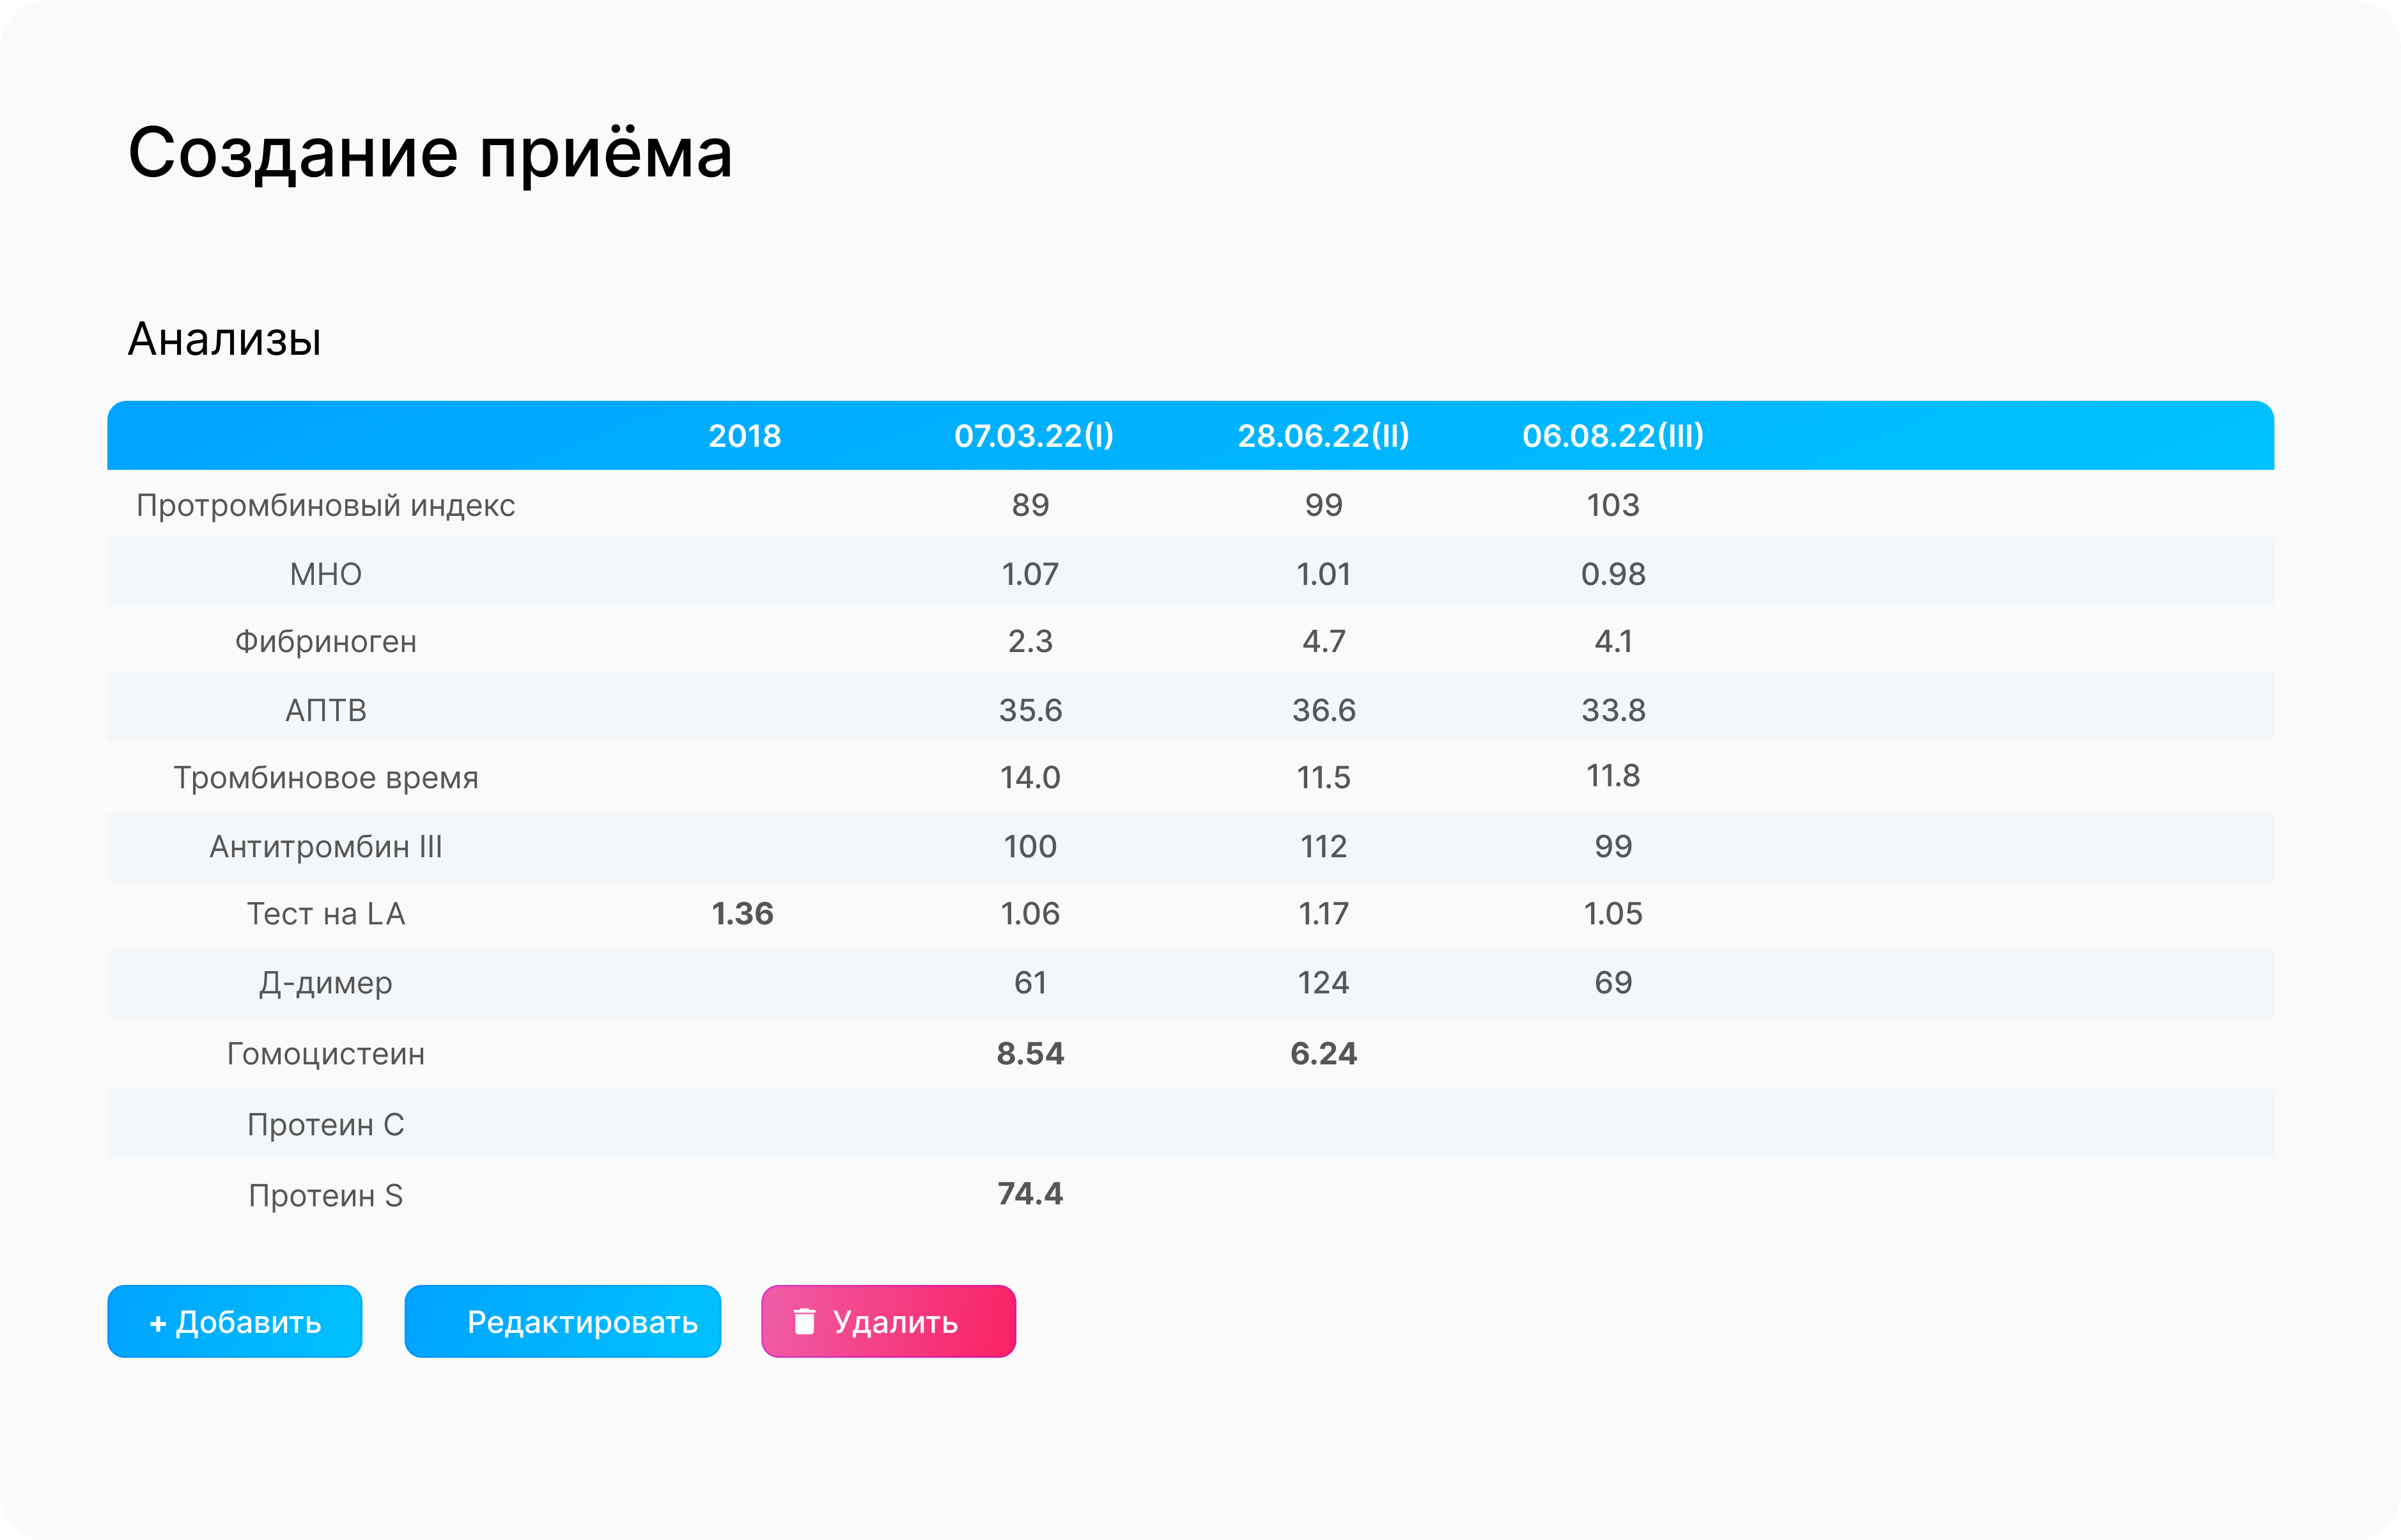 Создание приёма
Анализы
2018 07.03.22(I) 28.06.22(II) 06.08.22(III)
Протромбиновый индекс 89 99 103
МНО 1.07 1.01 0.98
Фибриноген 2.3 4.7 4.1
АПТВ 35.6 36.6 33.8
Тромбиновое время 14.0 11.5 11.8
Антитромбин III 100 112 99
Тест на LA 1.36 1.06 1.17 1.05
Д-димер 61 124 69
Гомоцистеин 8.54 6.24
Протеин C
Протеин S 74.4
+ Добавить Редактировать Удалить